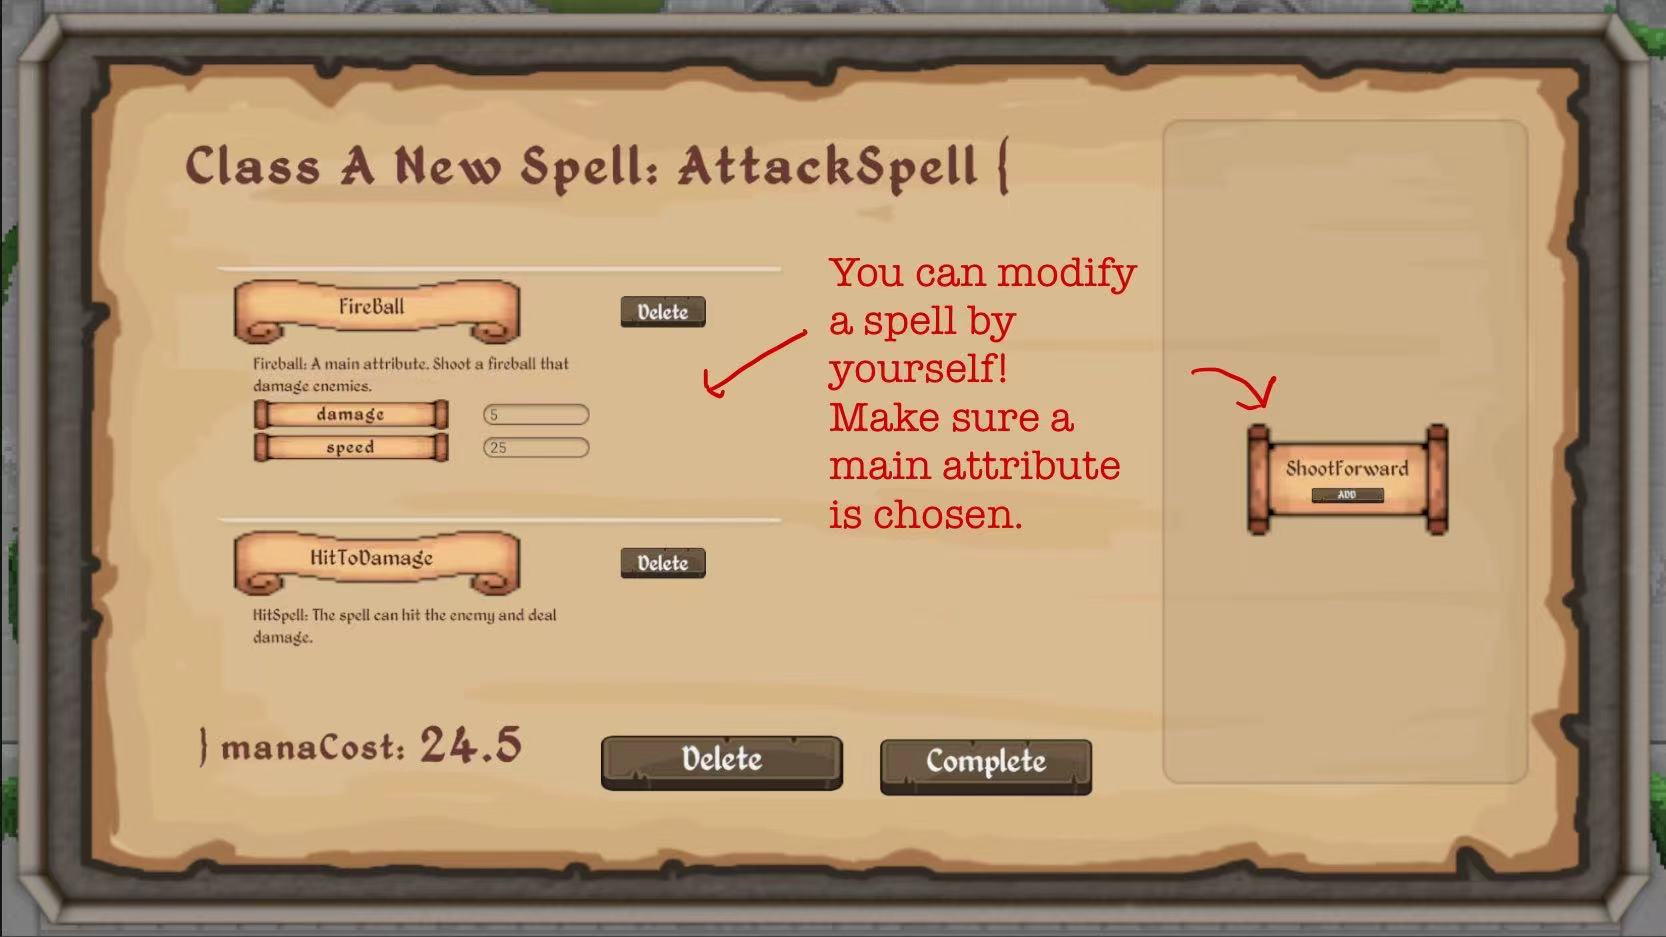 Class A New Spell: AttackSpell {
FireBall
Delete
Fireball: A main attribute. Shoot a fireball that
damage enemies.
damage
5
speed
25
HitToDamage
Delete
HitSpell: The spell can hit the enemy and deal
damage.
} manaCost: 24.5
Delete
Complete
You can modify
a spell by
yourself!
Make sure a
main attribute
is chosen.
ShootForward
ADD